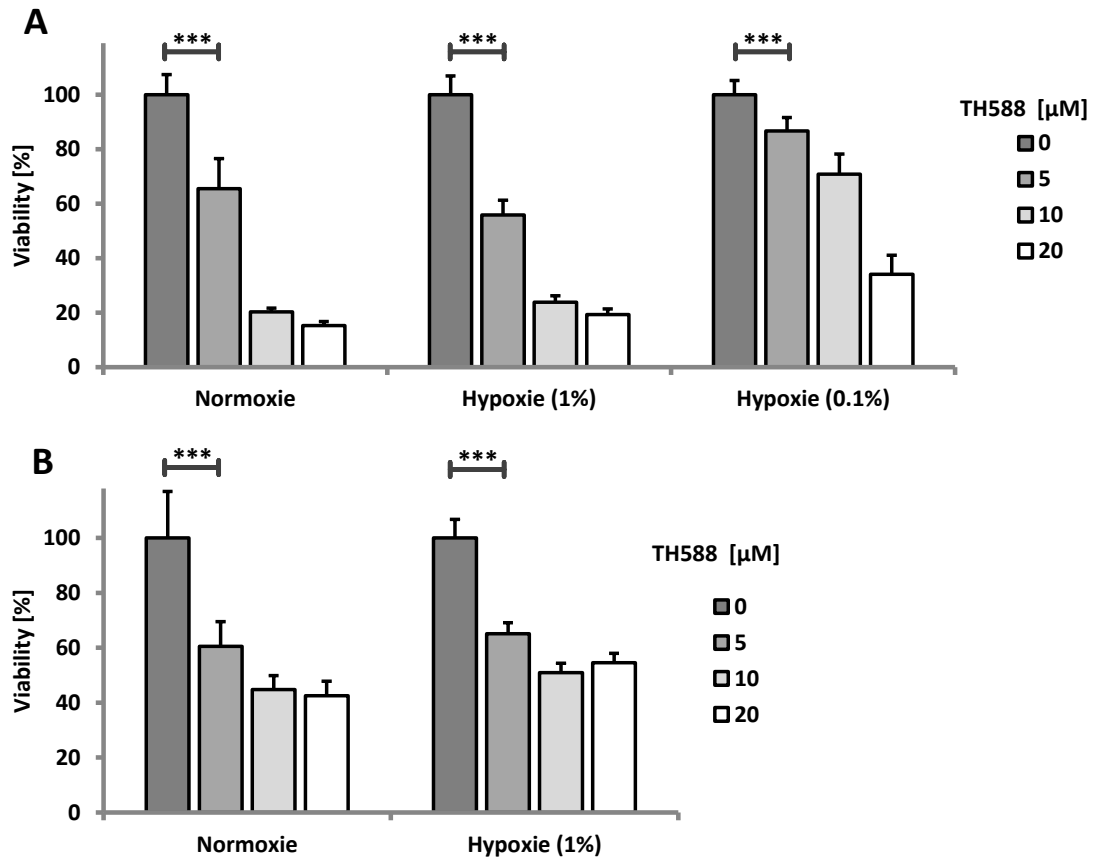 A
*** *** ***
100
80
60
40
20
0
Viability [%]
Normoxie Hypoxie (1%) Hypoxie (0.1%)
TH588 [µM]
0
5
10
20
B
*** ***
100
80
60
40
20
0
Viability [%]
Normoxie Hypoxie (1%)
TH588 [µM]
0
5
10
20